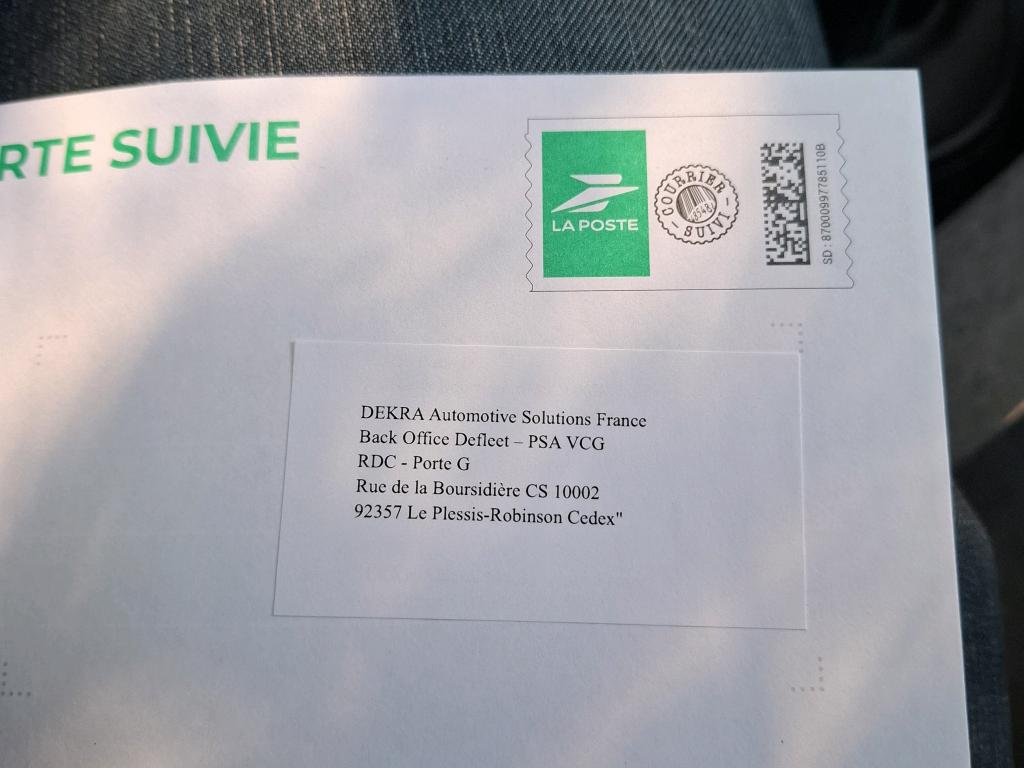 RTE SUIVIE
LA POSTE
COURRIER
SUIVI
SD : 87000997785110B
DEKRA Automotive Solutions France
Back Office Defleet – PSA VCG
RDC - Porte G
Rue de la Boursidière CS 10002
92357 Le Plessis-Robinson Cedex"